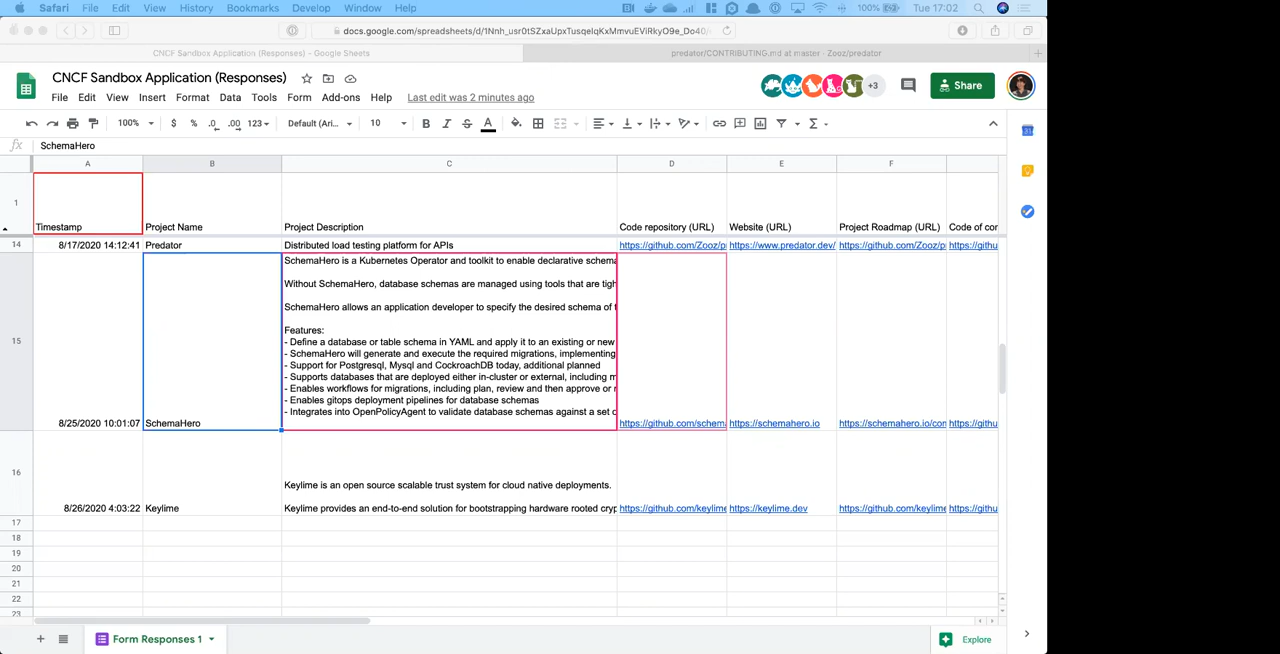 Safari File Edit View History Bookmarks Develop Window Help 100% Tue 17:02
docs.google.com/spreadsheets/d/1Nnh_usr0tSZxaUpxTusqeIqKxMmvuEViRkyO9e_Do40/
CNCF Sandbox Application (Responses) – Google Sheets predator/CONTRIBUTING.md at master · Zooz/predator
CNCF Sandbox Application (Responses)
File Edit View Insert Format Data Tools Form Add-ons Help Last edit was 2 minutes ago
+3 Share
100% $ % .0 .00 123 Default (Ari... 10 B I S A
fx SchemaHero
A B C D E F
1 Timestamp Project Name Project Description Code repository (URL) Website (URL) Project Roadmap (URL) Code of cor
14 8/17/2020 14:12:41 Predator Distributed load testing platform for APIs https://github.com/Zooz/p https://www.predator.dev/ https://github.com/Zooz/p https://githu
SchemaHero is a Kubernetes Operator and toolkit to enable declarative schema
Without SchemaHero, database schemas are managed using tools that are tigh
SchemaHero allows an application developer to specify the desired schema of t
Features:
- Define a database or table schema in YAML and apply it to an existing or new
- SchemaHero will generate and execute the required migrations, implementing
- Support for Postgresql, Mysql and CockroachDB today, additional planned
- Supports databases that are deployed either in-cluster or external, including m
- Enables workflows for migrations, including plan, review and then approve or r
- Enables gitops deployment pipelines for database schemas
- Integrates into OpenPolicyAgent to validate database schemas against a set o
15 8/25/2020 10:01:07 SchemaHero https://github.com/schem https://schemahero.io https://schemahero.io/con https://githu
Keylime is an open source scalable trust system for cloud native deployments.
16 8/26/2020 4:03:22 Keylime Keylime provides an end-to-end solution for bootstrapping hardware rooted cryp https://github.com/keylime https://keylime.dev https://github.com/keylime https://githu
17
18
19
20
21
22
23
+ Form Responses 1 Explore